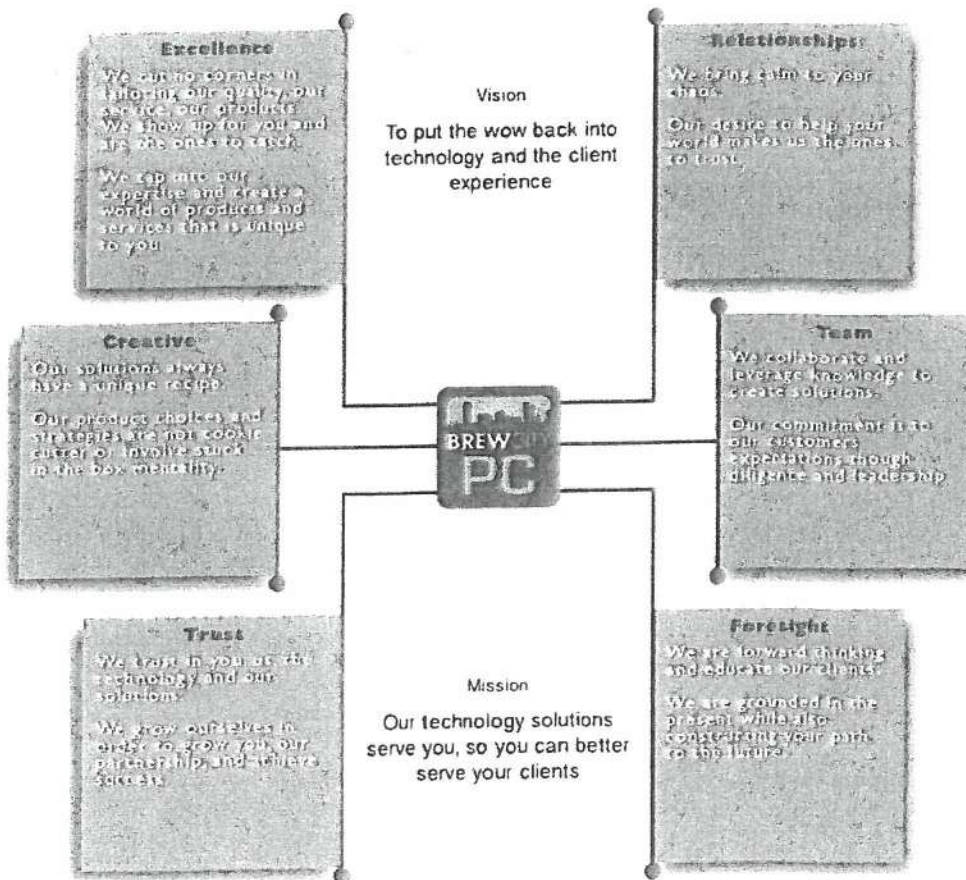 Excellence
We cut no corners in
tailoring our quality, our
service, our products.
We show up for you and
are the ones to catch.
We tap into our
expertise and create a
world of products and
services that is unique
to you
Vision
To put the wow back into
technology and the client
experience
Relationships
We bring calm to your
chaos.
Our desire to help your
world makes us the ones
to trust.
Creative
Our solutions always
have a unique recipe.
Our product choices and
strategies are not cookie
cutter or involve stuck
in the box mentality.
BREWCITY
PC
Team
We collaborate and
leverage knowledge to
create solutions.
Our commitment is to
our customers
expectations though
diligence and leadership
Trust
We trust in you us the
technology and our
solutions.
We grow ourselves in
order to grow you, our
partnership, and achieve
success
Mission
Our technology solutions
serve you, so you can better
serve your clients
Foresight
We are forward thinking
and educate our clients.
We are grounded in the
present while also
constructing your path
to the future.